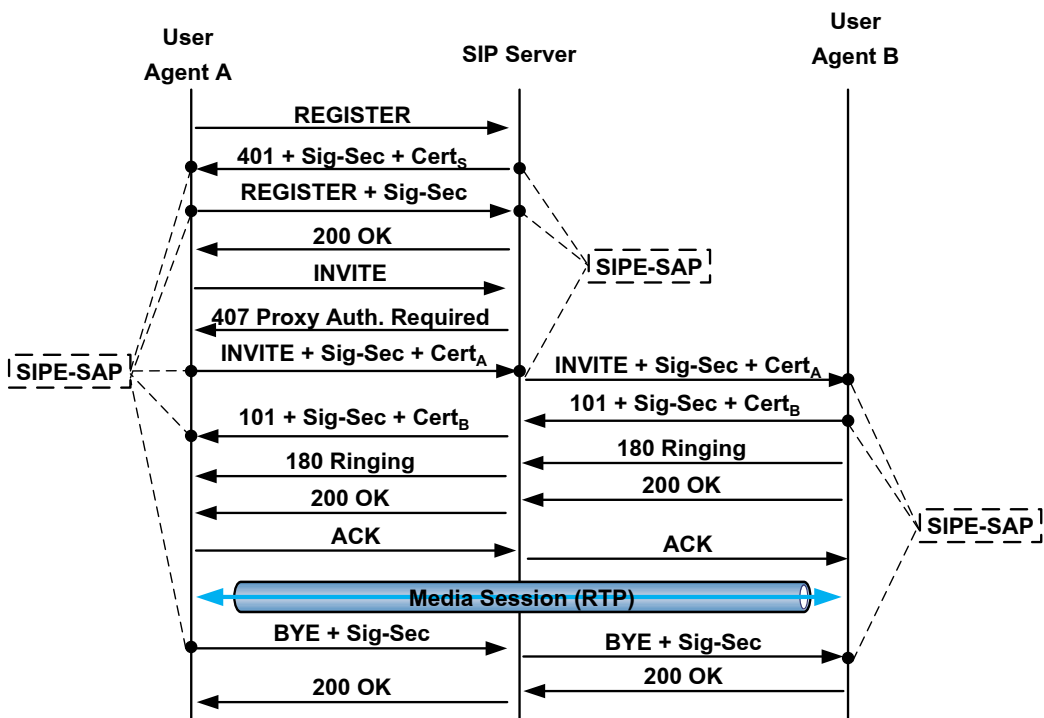 User
Agent A
SIP Server
User
Agent B
REGISTER
401 + Sig-Sec + CertS
REGISTER + Sig-Sec
200 OK
SIPE-SAP
INVITE
407 Proxy Auth. Required
INVITE + Sig-Sec + CertA
INVITE + Sig-Sec + CertA
SIPE-SAP
101 + Sig-Sec + CertB
101 + Sig-Sec + CertB
180 Ringing
180 Ringing
200 OK
200 OK
SIPE-SAP
ACK
ACK
Media Session (RTP)
BYE + Sig-Sec
BYE + Sig-Sec
200 OK
200 OK